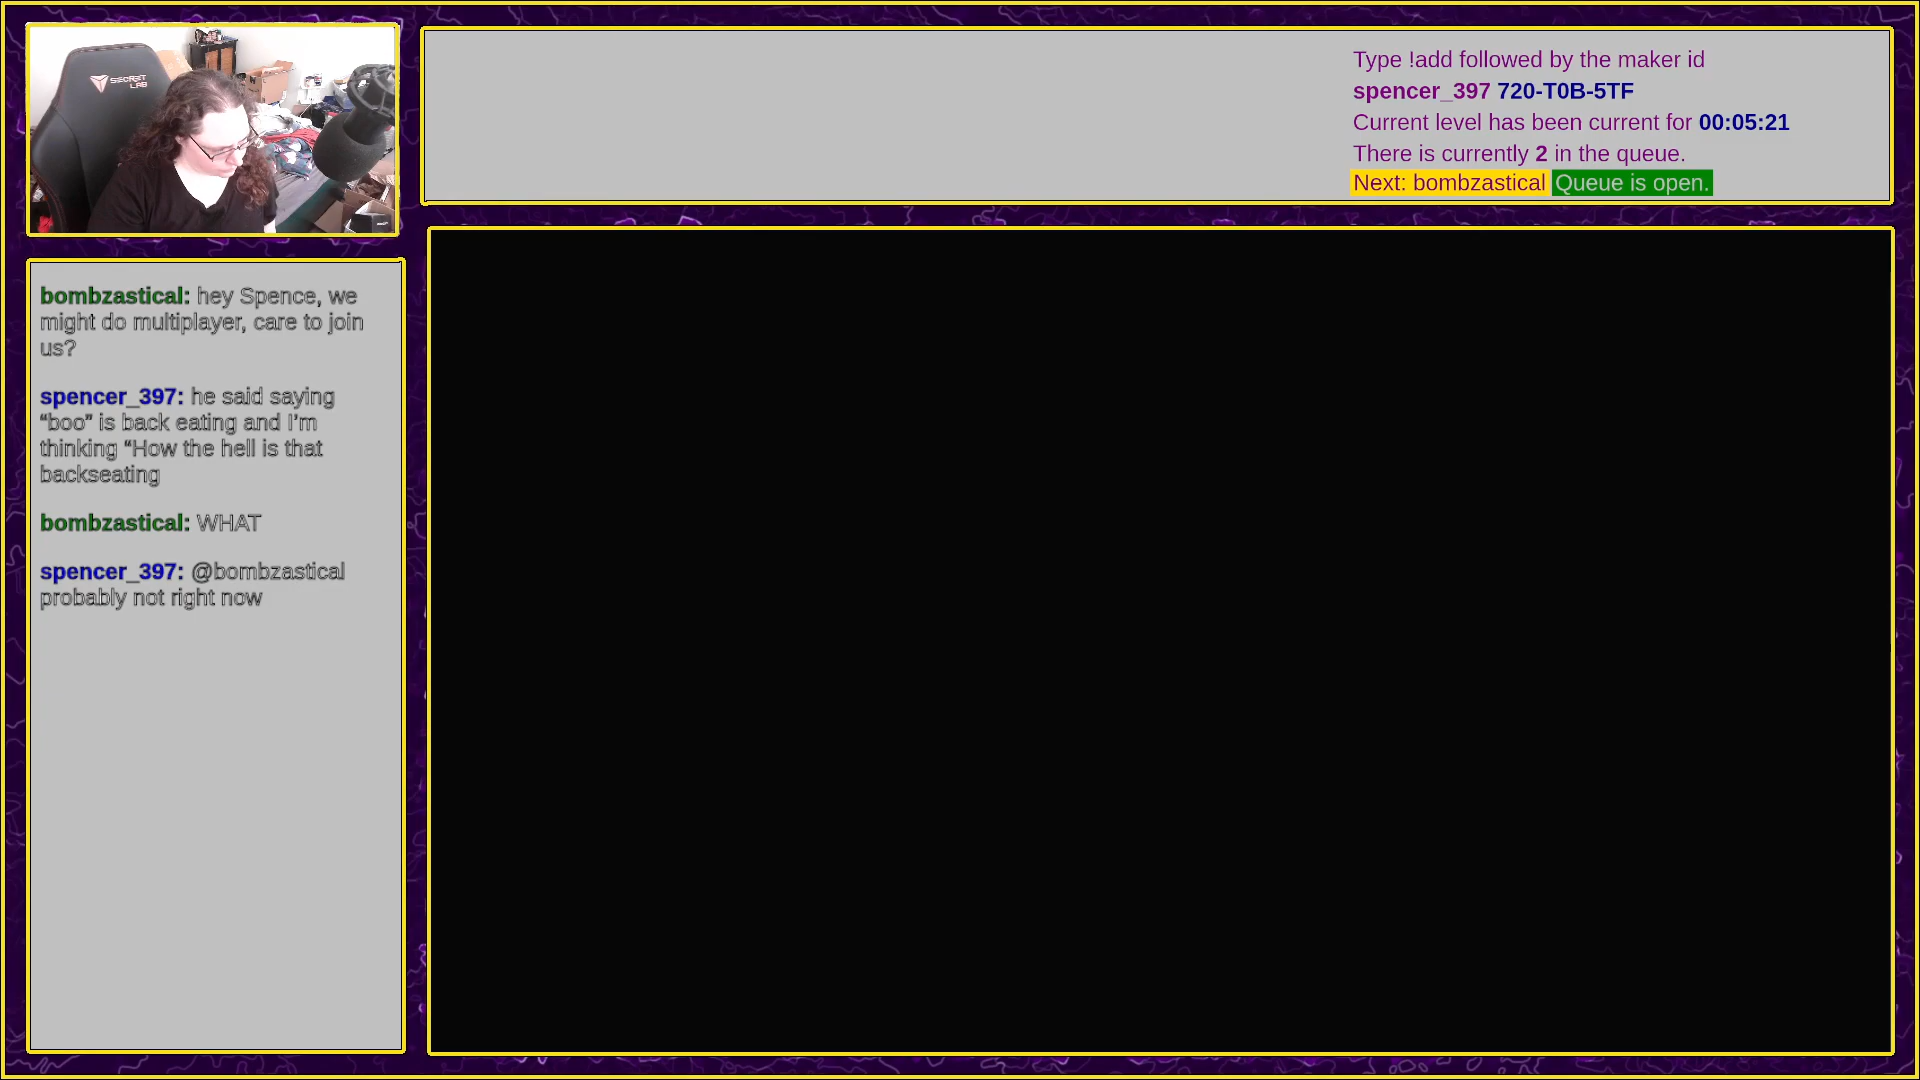 SECRET
LAB
Type !add followed by the maker id
spencer_397 720-T0B-5TF
Current level has been current for 00:05:21
There is currently 2 in the queue.
Next: bombzastical Queue is open.
bombzastical: hey Spence, we
might do multiplayer, care to join
us?
spencer_397: he said saying
“boo” is back eating and I’m
thinking “How the hell is that
backseating
bombzastical: WHAT
spencer_397: @bombzastical
probably not right now